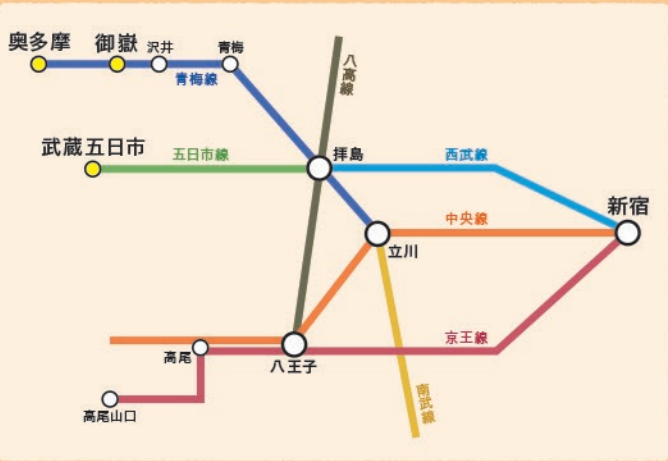 奥多摩
御嶽
沢井
青梅
青梅線
八高線
武蔵五日市
五日市線
拝島
西武線
新宿
中央線
立川
京王線
高尾
八王子
南武線
高尾山口